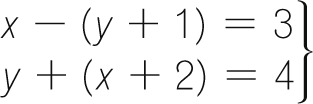 x − (y + 1) = 3
y + (x + 2) = 4